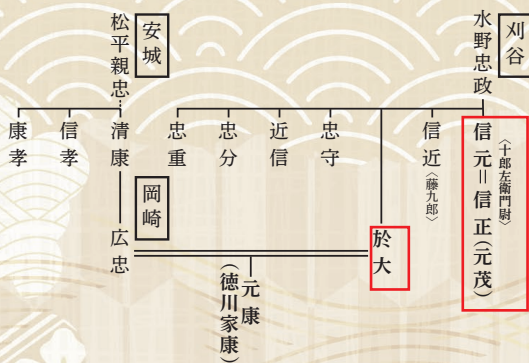 刈谷
水野忠政
〈十郎左衛門尉〉
信元＝信正(元茂)
信近〈藤九郎〉
於大
忠守
近信
忠分
忠重
安城
松平親忠
清康
信孝
康孝
岡崎
広忠
元康
(徳川家康)